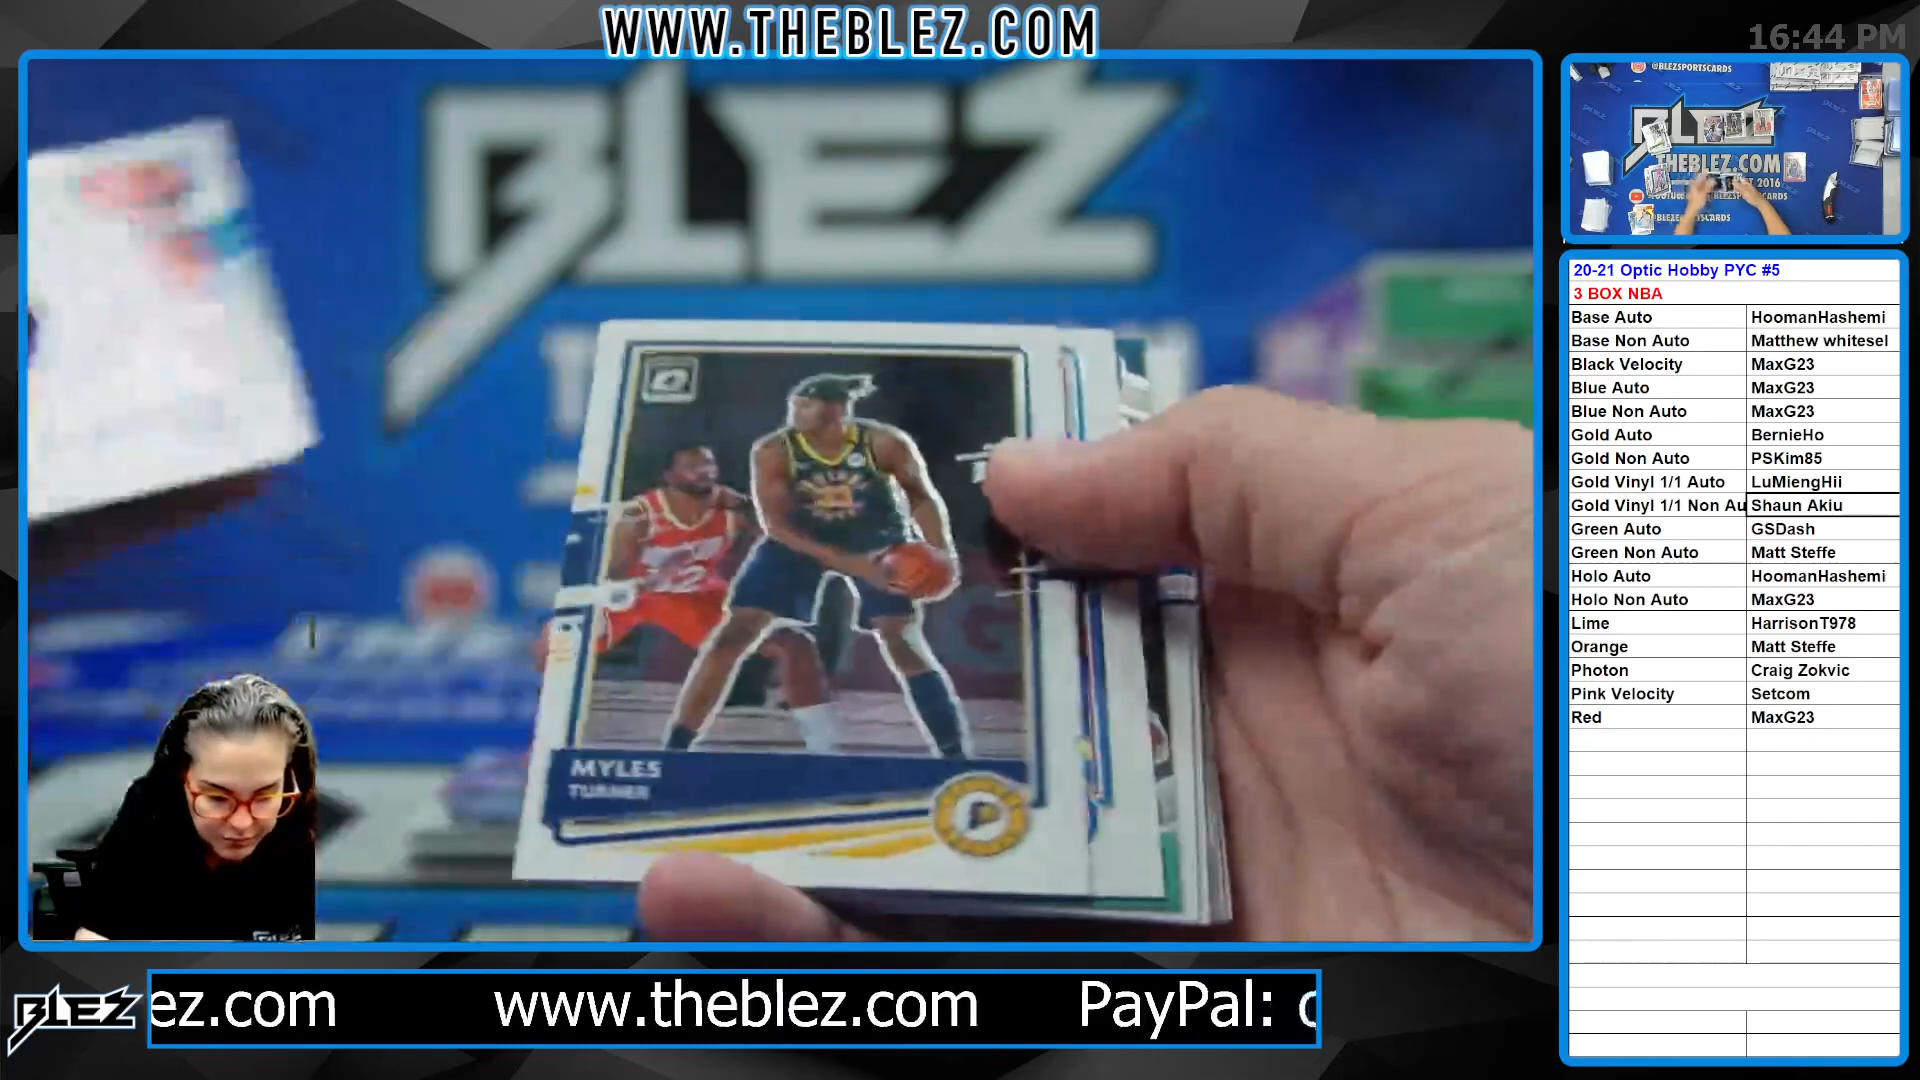 WWW.THEBLEZ.COM
16:44 PM
BLEZ
MYLES
TURNER
@BLEZSPORTSCARDS
BLEZ
THEBLEZ.COM
2016
20-21 Optic Hobby PYC #5
3 BOX NBA
Base Auto HoomanHashemi
Base Non Auto Matthew whitesel
Black Velocity MaxG23
Blue Auto MaxG23
Blue Non Auto MaxG23
Gold Auto BernieHo
Gold Non Auto PSKim85
Gold Vinyl 1/1 Auto LuMiengHii
Gold Vinyl 1/1 Non Au Shaun Akiu
Green Auto GSDash
Green Non Auto Matt Steffe
Holo Auto HoomanHashemi
Holo Non Auto MaxG23
Lime HarrisonT978
Orange Matt Steffe
Photon Craig Zokvic
Pink Velocity Setcom
Red MaxG23
BLEZ
ez.com www.theblez.com PayPal: c